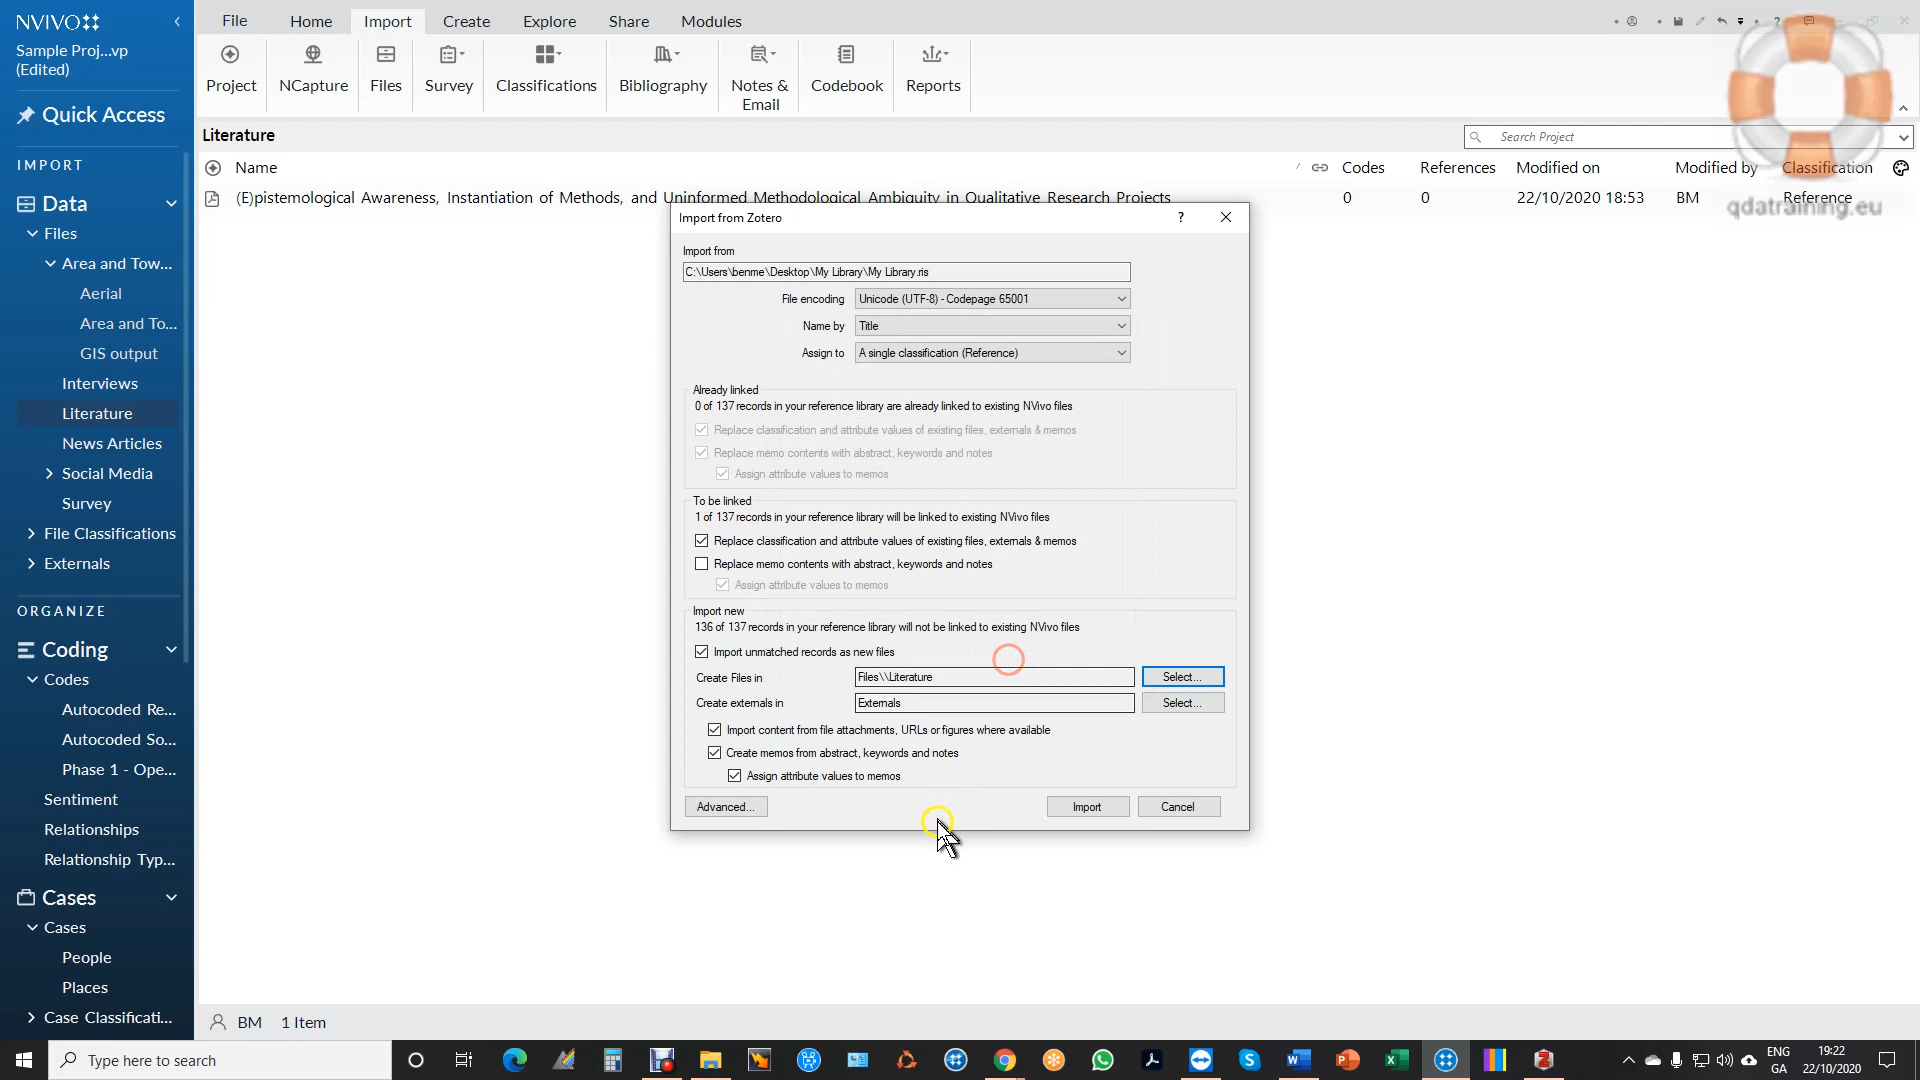 NVIVO
Sample Proj...vp
(Edited)
Quick Access
IMPORT
Data
Files
Area and Tow...
Aerial
Area and To...
GIS output
Interviews
Literature
News Articles
Social Media
Survey
File Classifications
Externals
ORGANIZE
Coding
Codes
Autocoded Re...
Autocoded So...
Phase 1 - Ope...
Sentiment
Relationships
Relationship Typ...
Cases
Cases
People
Places
Case Classificati...
File Home Import Create Explore Share Modules
Project NCapture Files Survey Classifications Bibliography Notes & Email Codebook Reports
Literature
Search Project
Name Codes References Modified on Modified by Classification
(E)pistemological Awareness, Instantiation of Methods, and Uninformed Methodological Ambiguity in Qualitative Research Projects 0 0 22/10/2020 18:53 BM Reference
qdatraining.eu
Import from Zotero
?
Import from
C:\Users\benme\Desktop\My Library\My Library.ris
File encoding Unicode (UTF-8) - Codepage 65001
Name by Title
Assign to A single classification (Reference)
Already linked
0 of 137 records in your reference library are already linked to existing NVivo files
Replace classification and attribute values of existing files, externals & memos
Replace memo contents with abstract, keywords and notes
Assign attribute values to memos
To be linked
1 of 137 records in your reference library will be linked to existing NVivo files
Replace classification and attribute values of existing files, externals & memos
Replace memo contents with abstract, keywords and notes
Assign attribute values to memos
Import new
136 of 137 records in your reference library will not be linked to existing NVivo files
Import unmatched records as new files
Create Files in Files\\Literature Select...
Create externals in Externals Select...
Import content from file attachments, URLs or figures where available
Create memos from abstract, keywords and notes
Assign attribute values to memos
Advanced... Import Cancel
BM 1 Item
Type here to search
ENG
GA
19:22
22/10/2020